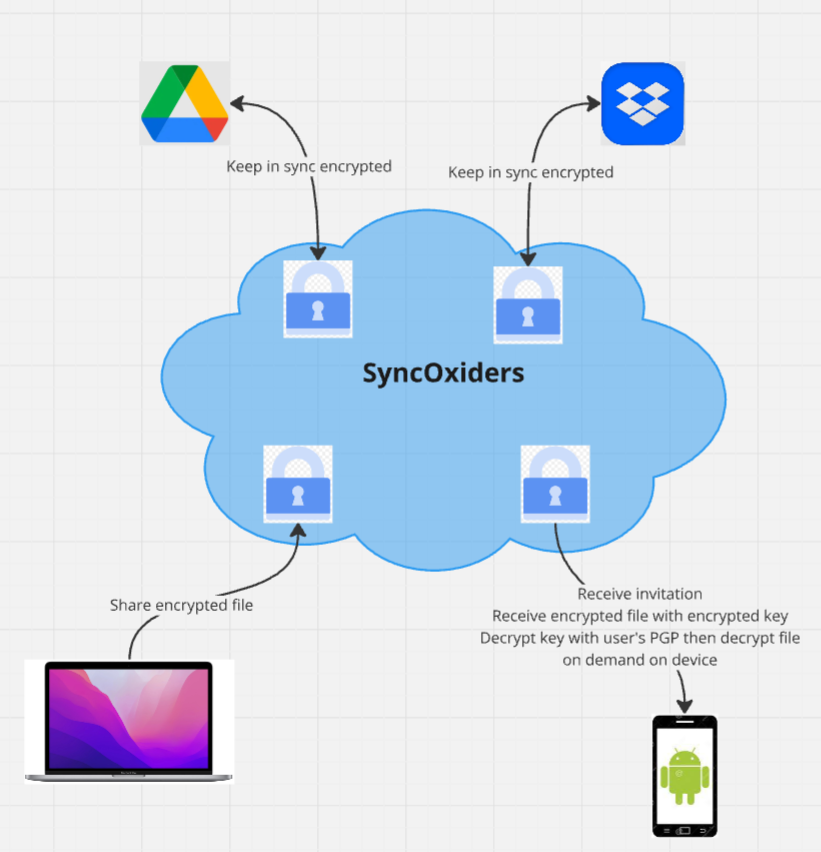 Keep in sync encrypted
Keep in sync encrypted
SyncOxiders
Share encrypted file
Receive invitation
Receive encrypted file with encrypted key
Decrypt key with user's PGP then decrypt file
on demand on device